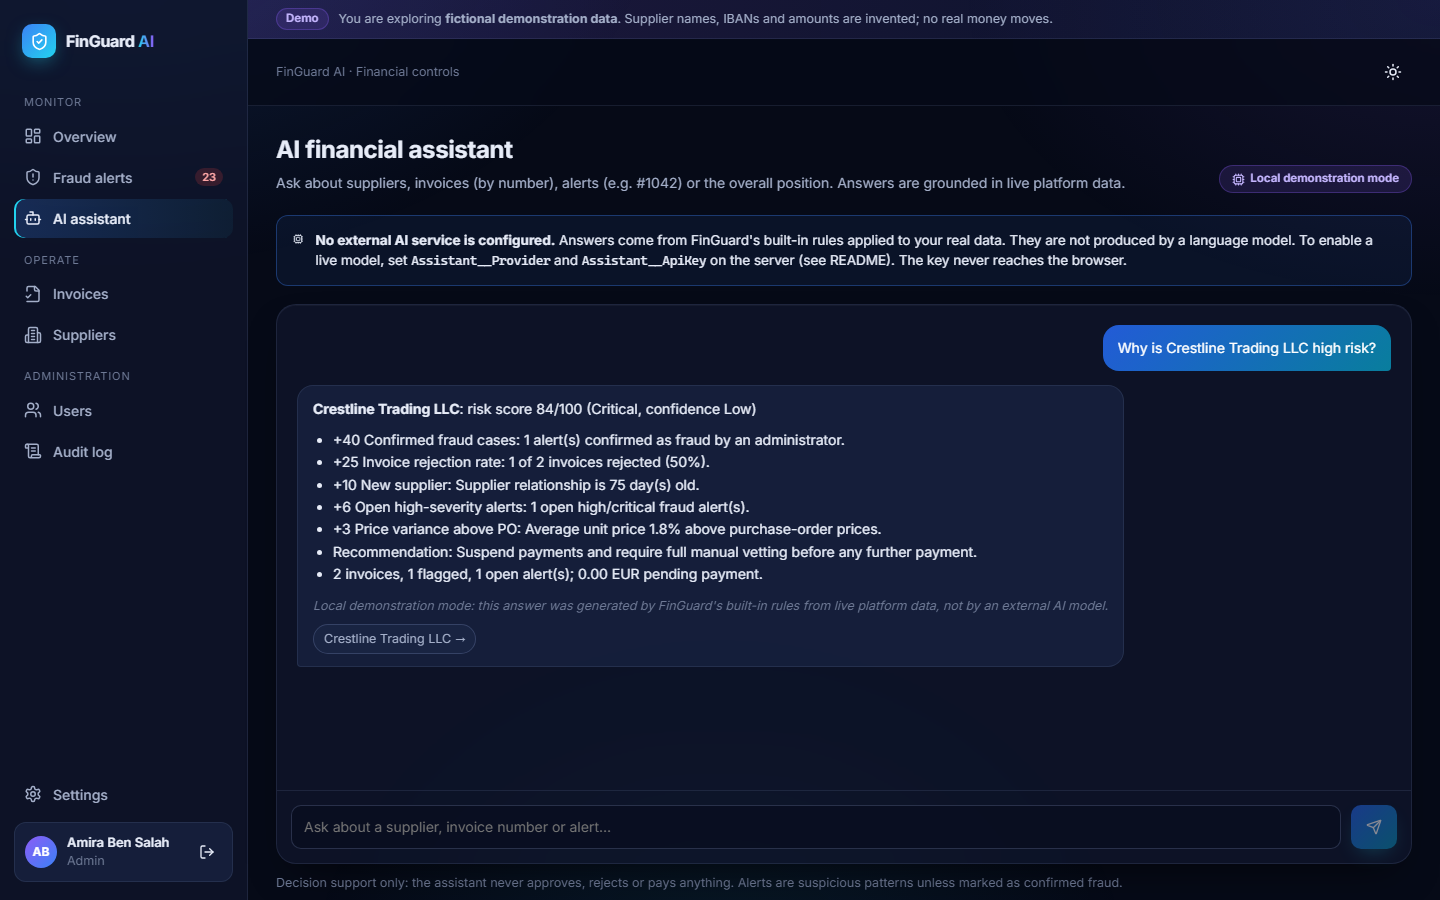 FinGuard AI
MONITOR
Overview
Fraud alerts 23
AI assistant
OPERATE
Invoices
Suppliers
ADMINISTRATION
Users
Audit log
Settings
AB Amira Ben Salah
Admin
Demo You are exploring fictional demonstration data. Supplier names, IBANs and amounts are invented; no real money moves.
FinGuard AI · Financial controls
AI financial assistant
Ask about suppliers, invoices (by number), alerts (e.g. #1042) or the overall position. Answers are grounded in live platform data.
Local demonstration mode
No external AI service is configured. Answers come from FinGuard's built-in rules applied to your real data. They are not produced by a language model. To enable a
live model, set Assistant__Provider and Assistant__ApiKey on the server (see README). The key never reaches the browser.
Why is Crestline Trading LLC high risk?
Crestline Trading LLC: risk score 84/100 (Critical, confidence Low)
• +40 Confirmed fraud cases: 1 alert(s) confirmed as fraud by an administrator.
• +25 Invoice rejection rate: 1 of 2 invoices rejected (50%).
• +10 New supplier: Supplier relationship is 75 day(s) old.
• +6 Open high-severity alerts: 1 open high/critical fraud alert(s).
• +3 Price variance above PO: Average unit price 1.8% above purchase-order prices.
• Recommendation: Suspend payments and require full manual vetting before any further payment.
• 2 invoices, 1 flagged, 1 open alert(s); 0.00 EUR pending payment.
Local demonstration mode: this answer was generated by FinGuard's built-in rules from live platform data, not by an external AI model.
Crestline Trading LLC →
Ask about a supplier, invoice number or alert...
Decision support only: the assistant never approves, rejects or pays anything. Alerts are suspicious patterns unless marked as confirmed fraud.